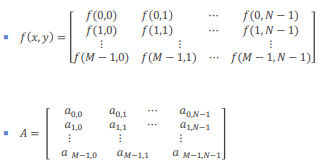 f(0,0) f(0,1) ⋯ f(0,N − 1)
▪ f(x,y) = f(1,0) f(1,1) ⋯ f(1,N − 1)
⋮ ⋮ ⋮
f(M − 1,0) f(M − 1,1) ⋯ f(M − 1,N − 1)
a0,0 a0,1 ⋯ a0,N−1
▪ A = a1,0 a1,1 ⋯ a1,N−1
⋮ ⋮ ⋮
a M−1,0 aM−1,1 a M−1,N−1